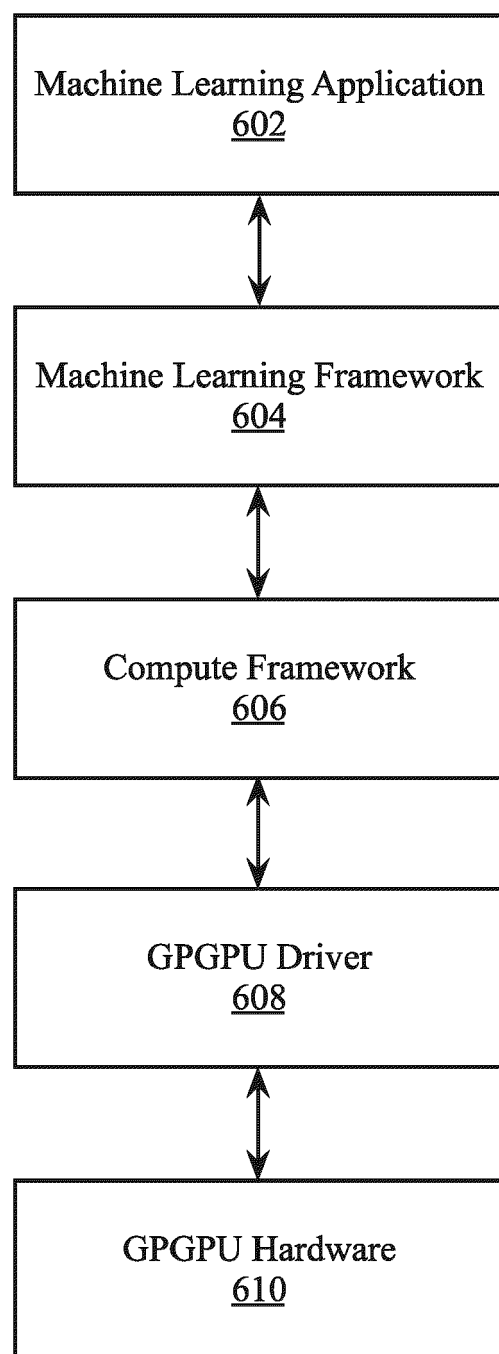 Machine Learning Application
602
Machine Learning Framework
604
Compute Framework
606
GPGPU Driver
608
GPGPU Hardware
610